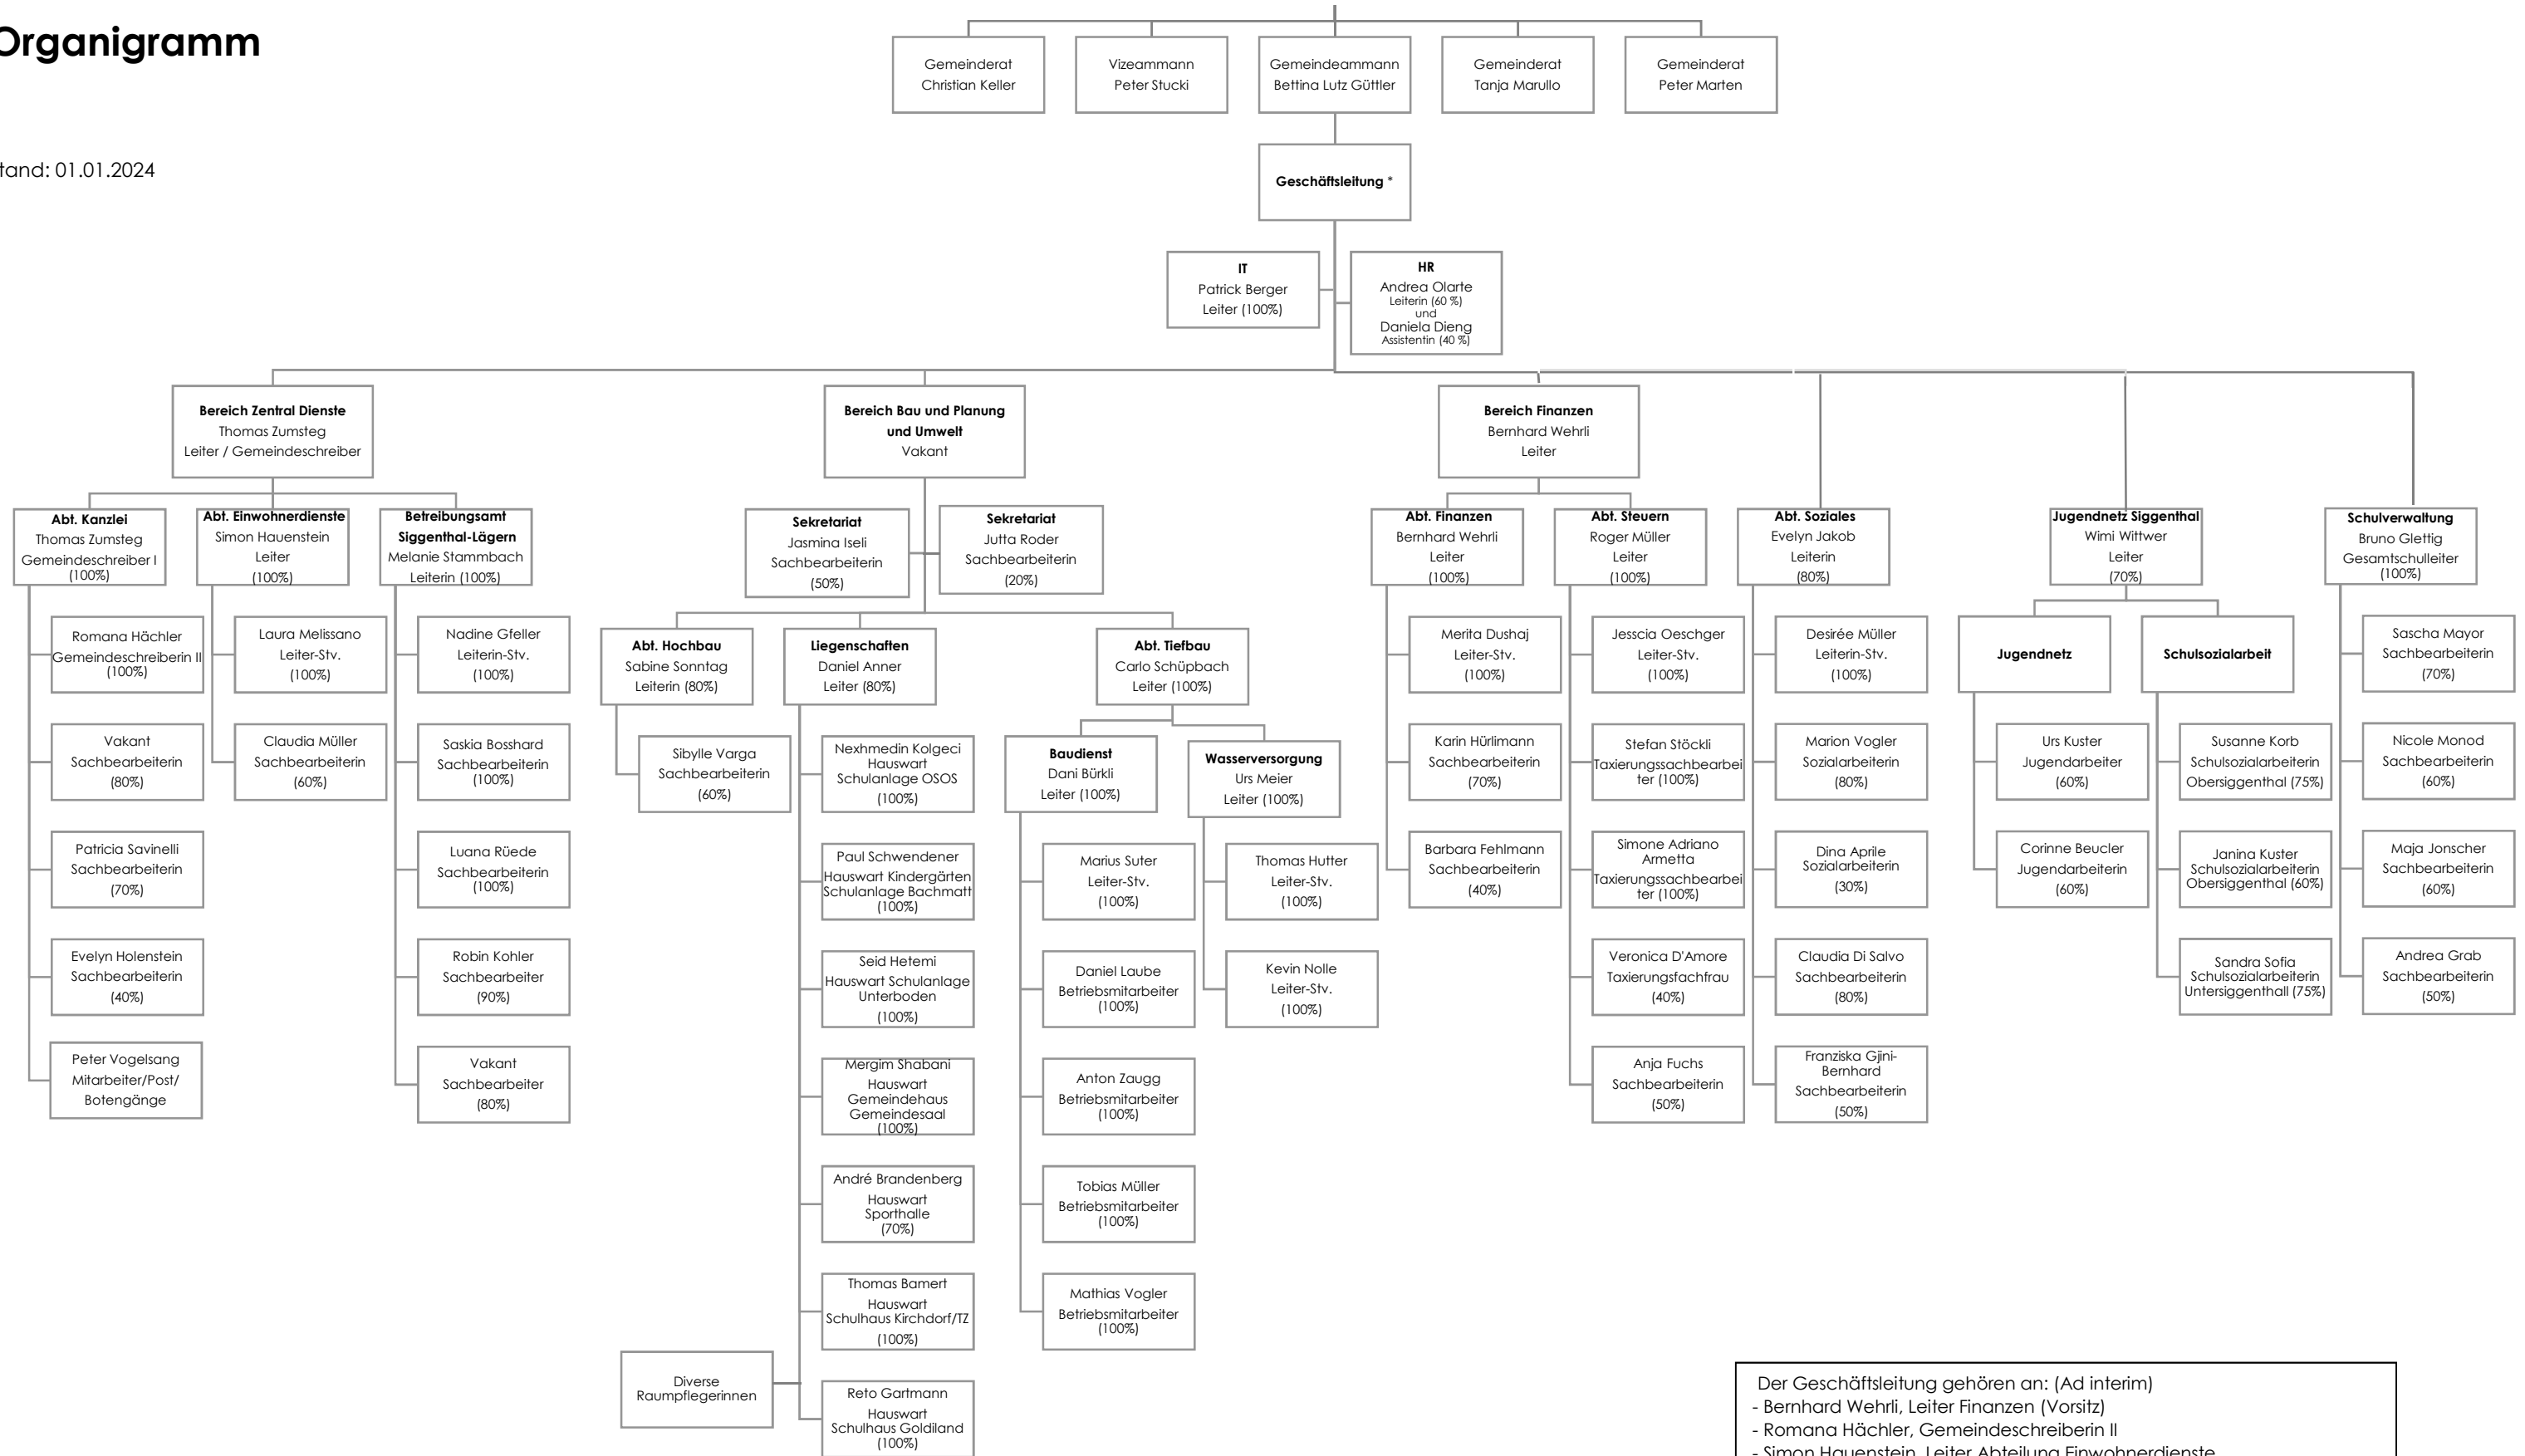 Organigramm
tand: 01.01.2024
Gemeinderat
Christian Keller
Vizeammann
Peter Stucki
Gemeindeammann
Bettina Lutz Güttler
Gemeinderat
Tanja Marullo
Gemeinderat
Peter Marten
Geschäftsleitung *
IT
Patrick Berger
Leiter (100%)
HR
Andrea Olarte
Leiterin (60 %)
und
Daniela Dieng
Assistentin (40 %)
Bereich Zentral Dienste
Thomas Zumsteg
Leiter / Gemeindeschreiber
Bereich Bau und Planung
und Umwelt
Vakant
Bereich Finanzen
Bernhard Wehrli
Leiter
Abt. Kanzlei
Thomas Zumsteg
Gemeindeschreiber I
(100%)
Abt. Einwohnerdienste
Simon Hauenstein
Leiter
(100%)
Betreibungsamt
Siggenthal-Lägern
Melanie Stammbach
Leiterin (100%)
Sekretariat
Jasmina Iseli
Sachbearbeiterin
(50%)
Sekretariat
Jutta Roder
Sachbearbeiterin
(20%)
Abt. Finanzen
Bernhard Wehrli
Leiter
(100%)
Abt. Steuern
Roger Müller
Leiter
(100%)
Abt. Soziales
Evelyn Jakob
Leiterin
(80%)
Jugendnetz Siggenthal
Wimi Wittwer
Leiter
(70%)
Schulverwaltung
Bruno Glettig
Gesamtschulleiter
(100%)
Romana Hächler
Gemeindeschreiberin II
(100%)
Vakant
Sachbearbeiterin
(80%)
Patricia Savinelli
Sachbearbeiterin
(70%)
Evelyn Holenstein
Sachbearbeiterin
(40%)
Peter Vogelsang
Mitarbeiter/Post/
Botengänge
Laura Melissano
Leiter-Stv.
(100%)
Claudia Müller
Sachbearbeiterin
(60%)
Nadine Gfeller
Leiterin-Stv.
(100%)
Saskia Bosshard
Sachbearbeiterin
(100%)
Luana Rüede
Sachbearbeiterin
(100%)
Robin Kohler
Sachbearbeiter
(90%)
Vakant
Sachbearbeiter
(80%)
Abt. Hochbau
Sabine Sonntag
Leiterin (80%)
Sibylle Varga
Sachbearbeiterin
(60%)
Liegenschaften
Daniel Anner
Leiter (80%)
Nexhmedin Kolgeci
Hauswart
Schulanlage OSOS
(100%)
Paul Schwendener
Hauswart Kindergärten
Schulanlage Bachmatt
(100%)
Seid Hetemi
Hauswart Schulanlage
Unterboden
(100%)
Mergim Shabani
Hauswart
Gemeindehaus
Gemeindesaal
(100%)
André Brandenberg
Hauswart
Sporthalle
(70%)
Thomas Bamert
Hauswart
Schulhaus Kirchdorf/TZ
(100%)
Diverse
Raumpflegerinnen
Reto Gartmann
Hauswart
Schulhaus Goldiland
(100%)
Abt. Tiefbau
Carlo Schüpbach
Leiter (100%)
Baudienst
Dani Bürkli
Leiter (100%)
Marius Suter
Leiter-Stv.
(100%)
Daniel Laube
Betriebsmitarbeiter
(100%)
Anton Zaugg
Betriebsmitarbeiter
(100%)
Tobias Müller
Betriebsmitarbeiter
(100%)
Mathias Vogler
Betriebsmitarbeiter
(100%)
Wasserversorgung
Urs Meier
Leiter (100%)
Thomas Hutter
Leiter-Stv.
(100%)
Kevin Nolle
Leiter-Stv.
(100%)
Merita Dushaj
Leiter-Stv.
(100%)
Karin Hürlimann
Sachbearbeiterin
(70%)
Barbara Fehlmann
Sachbearbeiterin
(40%)
Jesscia Oeschger
Leiter-Stv.
(100%)
Stefan Stöckli
Taxierungssachbearbei
ter (100%)
Simone Adriano
Armetta
Taxierungssachbearbei
ter (100%)
Veronica D'Amore
Taxierungsfachfrau
(40%)
Anja Fuchs
Sachbearbeiterin
(50%)
Desirée Müller
Leiterin-Stv.
(100%)
Marion Vogler
Sozialarbeiterin
(80%)
Dina Aprile
Sozialarbeiterin
(30%)
Claudia Di Salvo
Sachbearbeiterin
(80%)
Franziska Gjini-
Bernhard
Sachbearbeiterin
(50%)
Jugendnetz
Urs Kuster
Jugendarbeiter
(60%)
Corinne Beucler
Jugendarbeiterin
(60%)
Schulsozialarbeit
Susanne Korb
Schulsozialarbeiterin
Obersiggenthal (75%)
Janina Kuster
Schulsozialarbeiterin
Obersiggenthal (60%)
Sandra Sofia
Schulsozialarbeiterin
Untersiggenthall (75%)
Sascha Mayor
Sachbearbeiterin
(70%)
Nicole Monod
Sachbearbeiterin
(60%)
Maja Jonscher
Sachbearbeiterin
(60%)
Andrea Grab
Sachbearbeiterin
(50%)
Der Geschäftsleitung gehören an: (Ad interim)
- Bernhard Wehrli, Leiter Finanzen (Vorsitz)
- Romana Hächler, Gemeindeschreiberin II
- Simon Hauenstein, Leiter Abteilung Einwohnerdienste